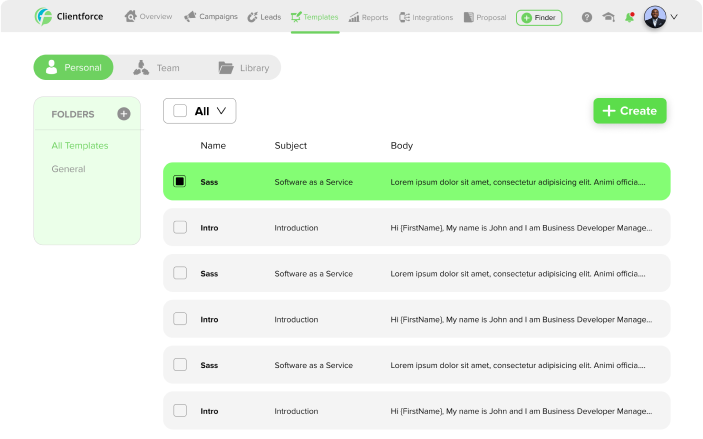 Clientforce Overview Campaigns Leads Templates Reports Integrations Proposal Finder
Personal Team Library
FOLDERS
All Templates
General
All
Create
Name Subject Body
Sass Software as a Service Lorem ipsum dolor sit amet, consectetur adipisicing elit. Animi officia....
Intro Introduction Hi {FirstName}, My name is John and I am Business Developer Manage...
Sass Software as a Service Lorem ipsum dolor sit amet, consectetur adipisicing elit. Animi officia....
Intro Introduction Hi {FirstName}, My name is John and I am Business Developer Manage...
Sass Software as a Service Lorem ipsum dolor sit amet, consectetur adipisicing elit. Animi officia....
Intro Introduction Hi {FirstName}, My name is John and I am Business Developer Manage...